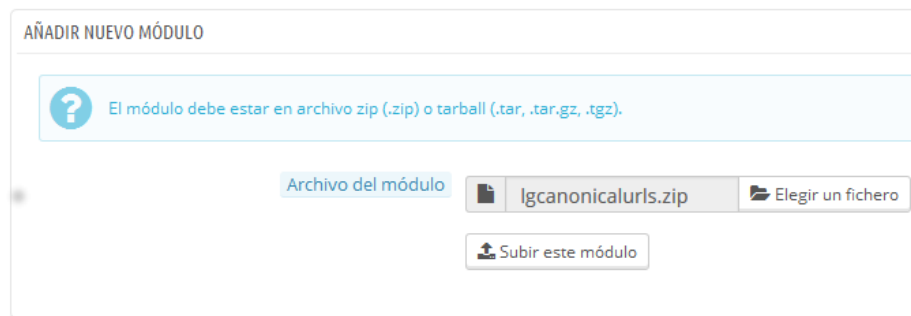 AÑADIR NUEVO MÓDULO
El módulo debe estar en archivo zip (.zip) o tarball (.tar, .tar.gz, .tgz).
Archivo del módulo lgcanonicalurls.zip Elegir un fichero
Subir este módulo